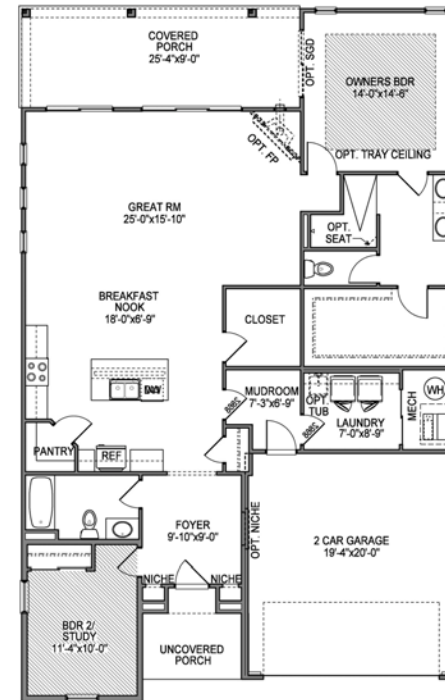 COVERED
PORCH
25'-4"x9'-0"
OPT. SGD
OWNERS BDR
14'-0"x14'-6"
OPT. TRAY CEILING
OPT. FP
GREAT RM
25'-0"x15'-10"
OPT.
SEAT
BREAKFAST
NOOK
18'-0"x6'-9"
CLOSET
MUDROOM
7'-3"x6'-9"
OPT.
TUB
LAUNDRY
7'-0"x8'-9"
MECH
WH
D/W
2868
2868
PANTRY
REF.
FOYER
9'-10"x9'-0"
OPT. NICHE
2 CAR GARAGE
19'-4"x20'-0"
NICHE
NICHE
BDR 2/
STUDY
11'-4"x10'-0"
UNCOVERED
PORCH